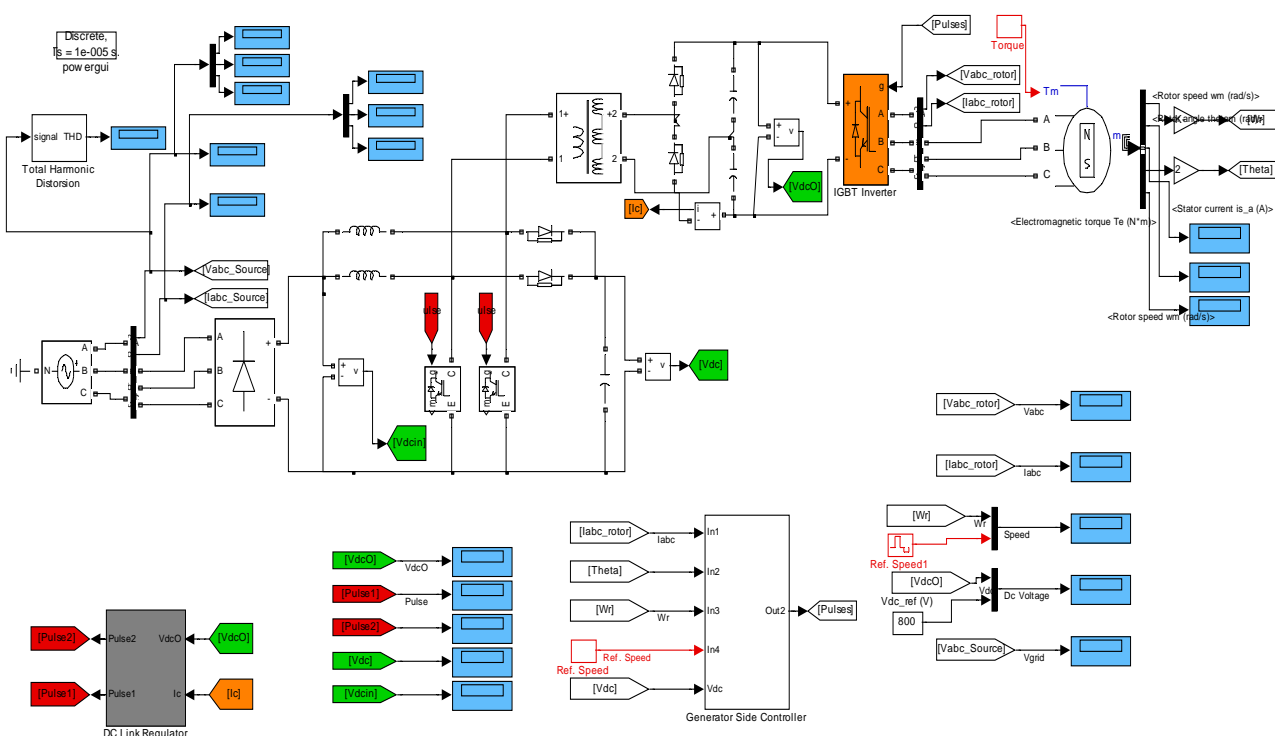 Discrete,
Ts = 1e-005 s.
powergui
signal THD
Total Harmonic
Distorsion
[Vabc_Source]
[Iabc_Source]
N
A
B
C
A
B
C
+
-
+
-
v
[Vdcin]
g
C
m
E
g
C
m
E
+
-
v
[Vdc]
1+
1
+2
2
[Ic]
i
-
+
+
-
v
[VdcO]
[Pulses]
g
+
-
A
B
C
IGBT Inverter
[Vabc_rotor]
[Iabc_rotor]
Torque
Tm
A
B
C
N
S
m
<Rotor speed wm (rad/s)>
[Wr]
2
[Theta]
<Stator current is_a (A)>
<Electromagnetic torque Te (N*m)>
<Rotor speed wm (rad/s)>
[Vabc_rotor]
Vabc
[Iabc_rotor]
Iabc
[Wr]
Wr
Speed
Ref. Speed1
[VdcO]
Vdc_ref (V)
800
Dc Voltage
[Vabc_Source]
Vgrid
[Iabc_rotor]
Iabc
In1
[Theta]
In2
[Wr]
Wr
In3
Ref. Speed
Ref. Speed
In4
[Vdc]
Vdc
Out2
[Pulses]
Generator Side Controller
[VdcO]
VdcO
[Pulse1]
Pulse
[Pulse2]
[Vdc]
[Vdcin]
[Pulse2]
Pulse2
VdcO
[VdcO]
[Pulse1]
Pulse1
Ic
[Ic]
DC Link Regulator